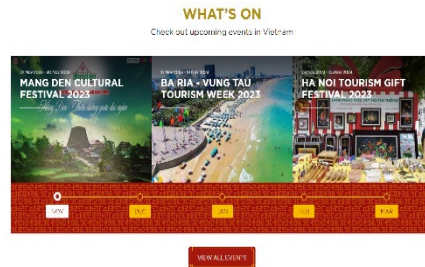 WHAT'S ON
Check out upcoming events in Vietnam
MANG DEN CULTURAL
FESTIVAL 2023
BA RIA - VUNG TAU
TOURISM WEEK 2023
HA NOI TOURISM GIFT
FESTIVAL 2023
NOV
DEC
JAN
FEB
MAR
VIEW ALL EVENTS